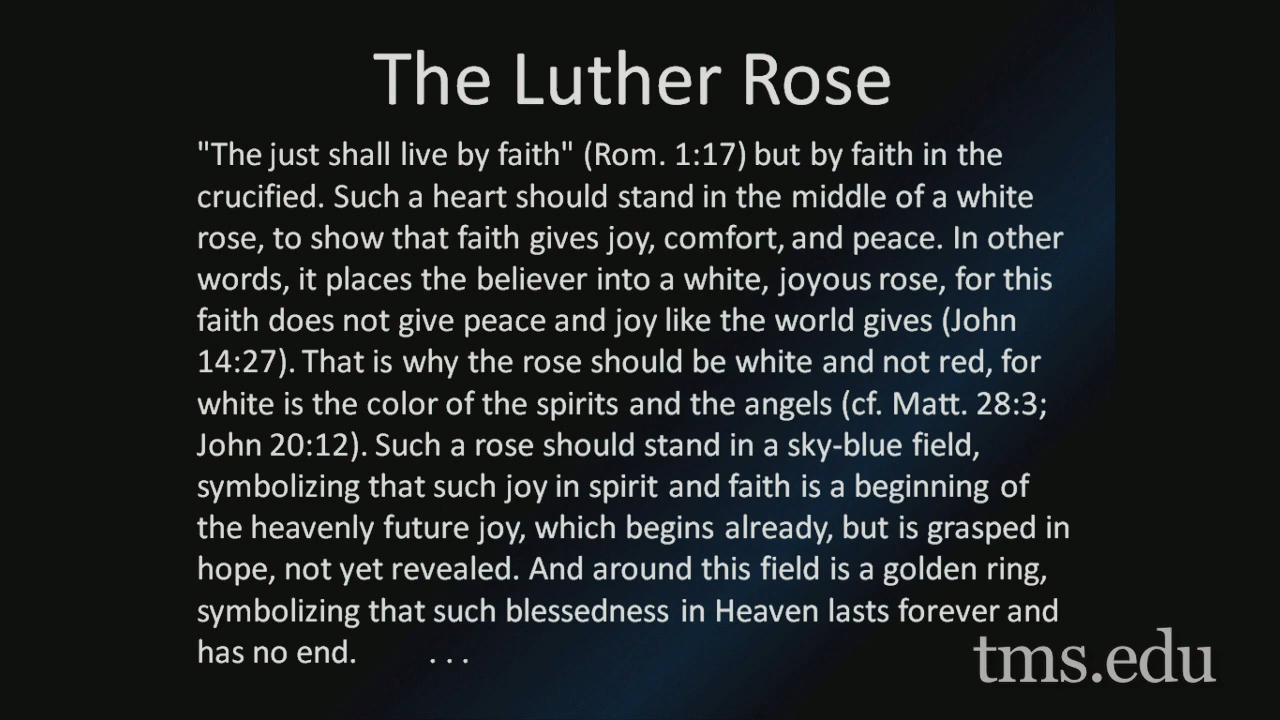 The Luther Rose
"The just shall live by faith" (Rom. 1:17) but by faith in the
crucified. Such a heart should stand in the middle of a white
rose, to show that faith gives joy, comfort, and peace. In other
words, it places the believer into a white, joyous rose, for this
faith does not give peace and joy like the world gives (John
14:27). That is why the rose should be white and not red, for
white is the color of the spirits and the angels (cf. Matt. 28:3;
John 20:12). Such a rose should stand in a sky-blue field,
symbolizing that such joy in spirit and faith is a beginning of
the heavenly future joy, which begins already, but is grasped in
hope, not yet revealed. And around this field is a golden ring,
symbolizing that such blessedness in Heaven lasts forever and
has no end. . . .
tms.edu